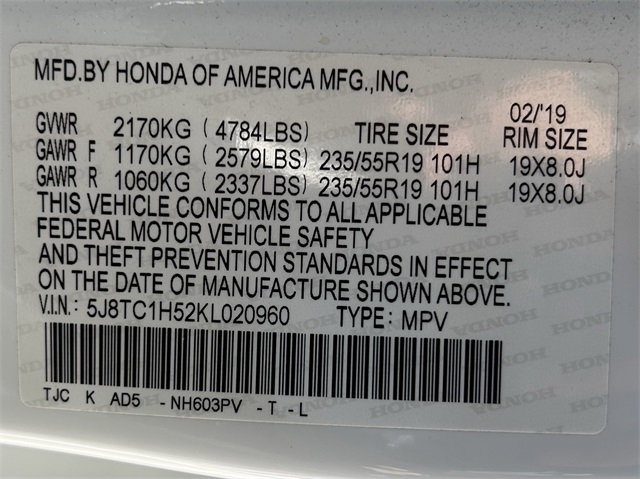 MFD.BY HONDA OF AMERICA MFG.,INC.
02/'19
GVWR 2170KG ( 4784LBS) TIRE SIZE RIM SIZE
GAWR F 1170KG ( 2579LBS) 235/55R19 101H 19X8.0J
GAWR R 1060KG ( 2337LBS) 235/55R19 101H 19X8.0J
THIS VEHICLE CONFORMS TO ALL APPLICABLE
FEDERAL MOTOR VEHICLE SAFETY
AND THEFT PREVENTION STANDARDS IN EFFECT
ON THE DATE OF MANUFACTURE SHOWN ABOVE.
V.I.N.: 5J8TC1H52KL020960 TYPE: MPV
TJC K AD5 -NH603PV -T -L